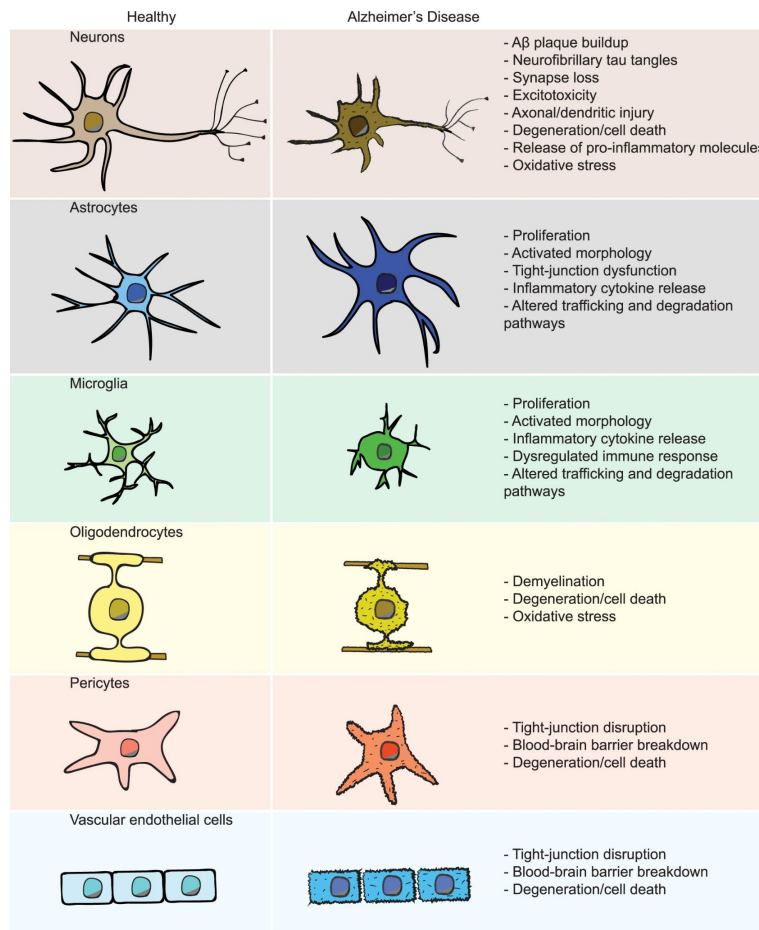 Healthy
Alzheimer's Disease
Neurons
- Aβ plaque buildup
- Neurofibrillary tau tangles
- Synapse loss
- Excitotoxicity
- Axonal/dendritic injury
- Degeneration/cell death
- Release of pro-inflammatory molecules
- Oxidative stress
Astrocytes
- Proliferation
- Activated morphology
- Tight-junction dysfunction
- Inflammatory cytokine release
- Altered trafficking and degradation
pathways
Microglia
- Proliferation
- Activated morphology
- Inflammatory cytokine release
- Dysregulated immune response
- Altered trafficking and degradation
pathways
Oligodendrocytes
- Demyelination
- Degeneration/cell death
- Oxidative stress
Pericytes
- Tight-junction disruption
- Blood-brain barrier breakdown
- Degeneration/cell death
Vascular endothelial cells
- Tight-junction disruption
- Blood-brain barrier breakdown
- Degeneration/cell death